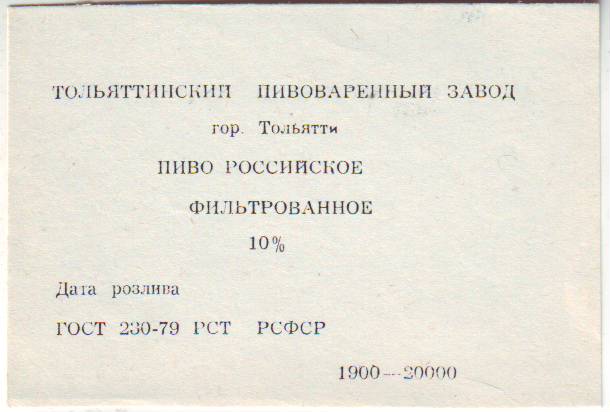 ТОЛЬЯТТИНСКИЙ ПИВОВАРЕННЫЙ ЗАВОД
гор. Тольятти
ПИВО РОССИЙСКОЕ
ФИЛЬТРОВАННОЕ
10%
Дата розлива
ГОСТ 230-79 РСТ РСФСР
1900—20000